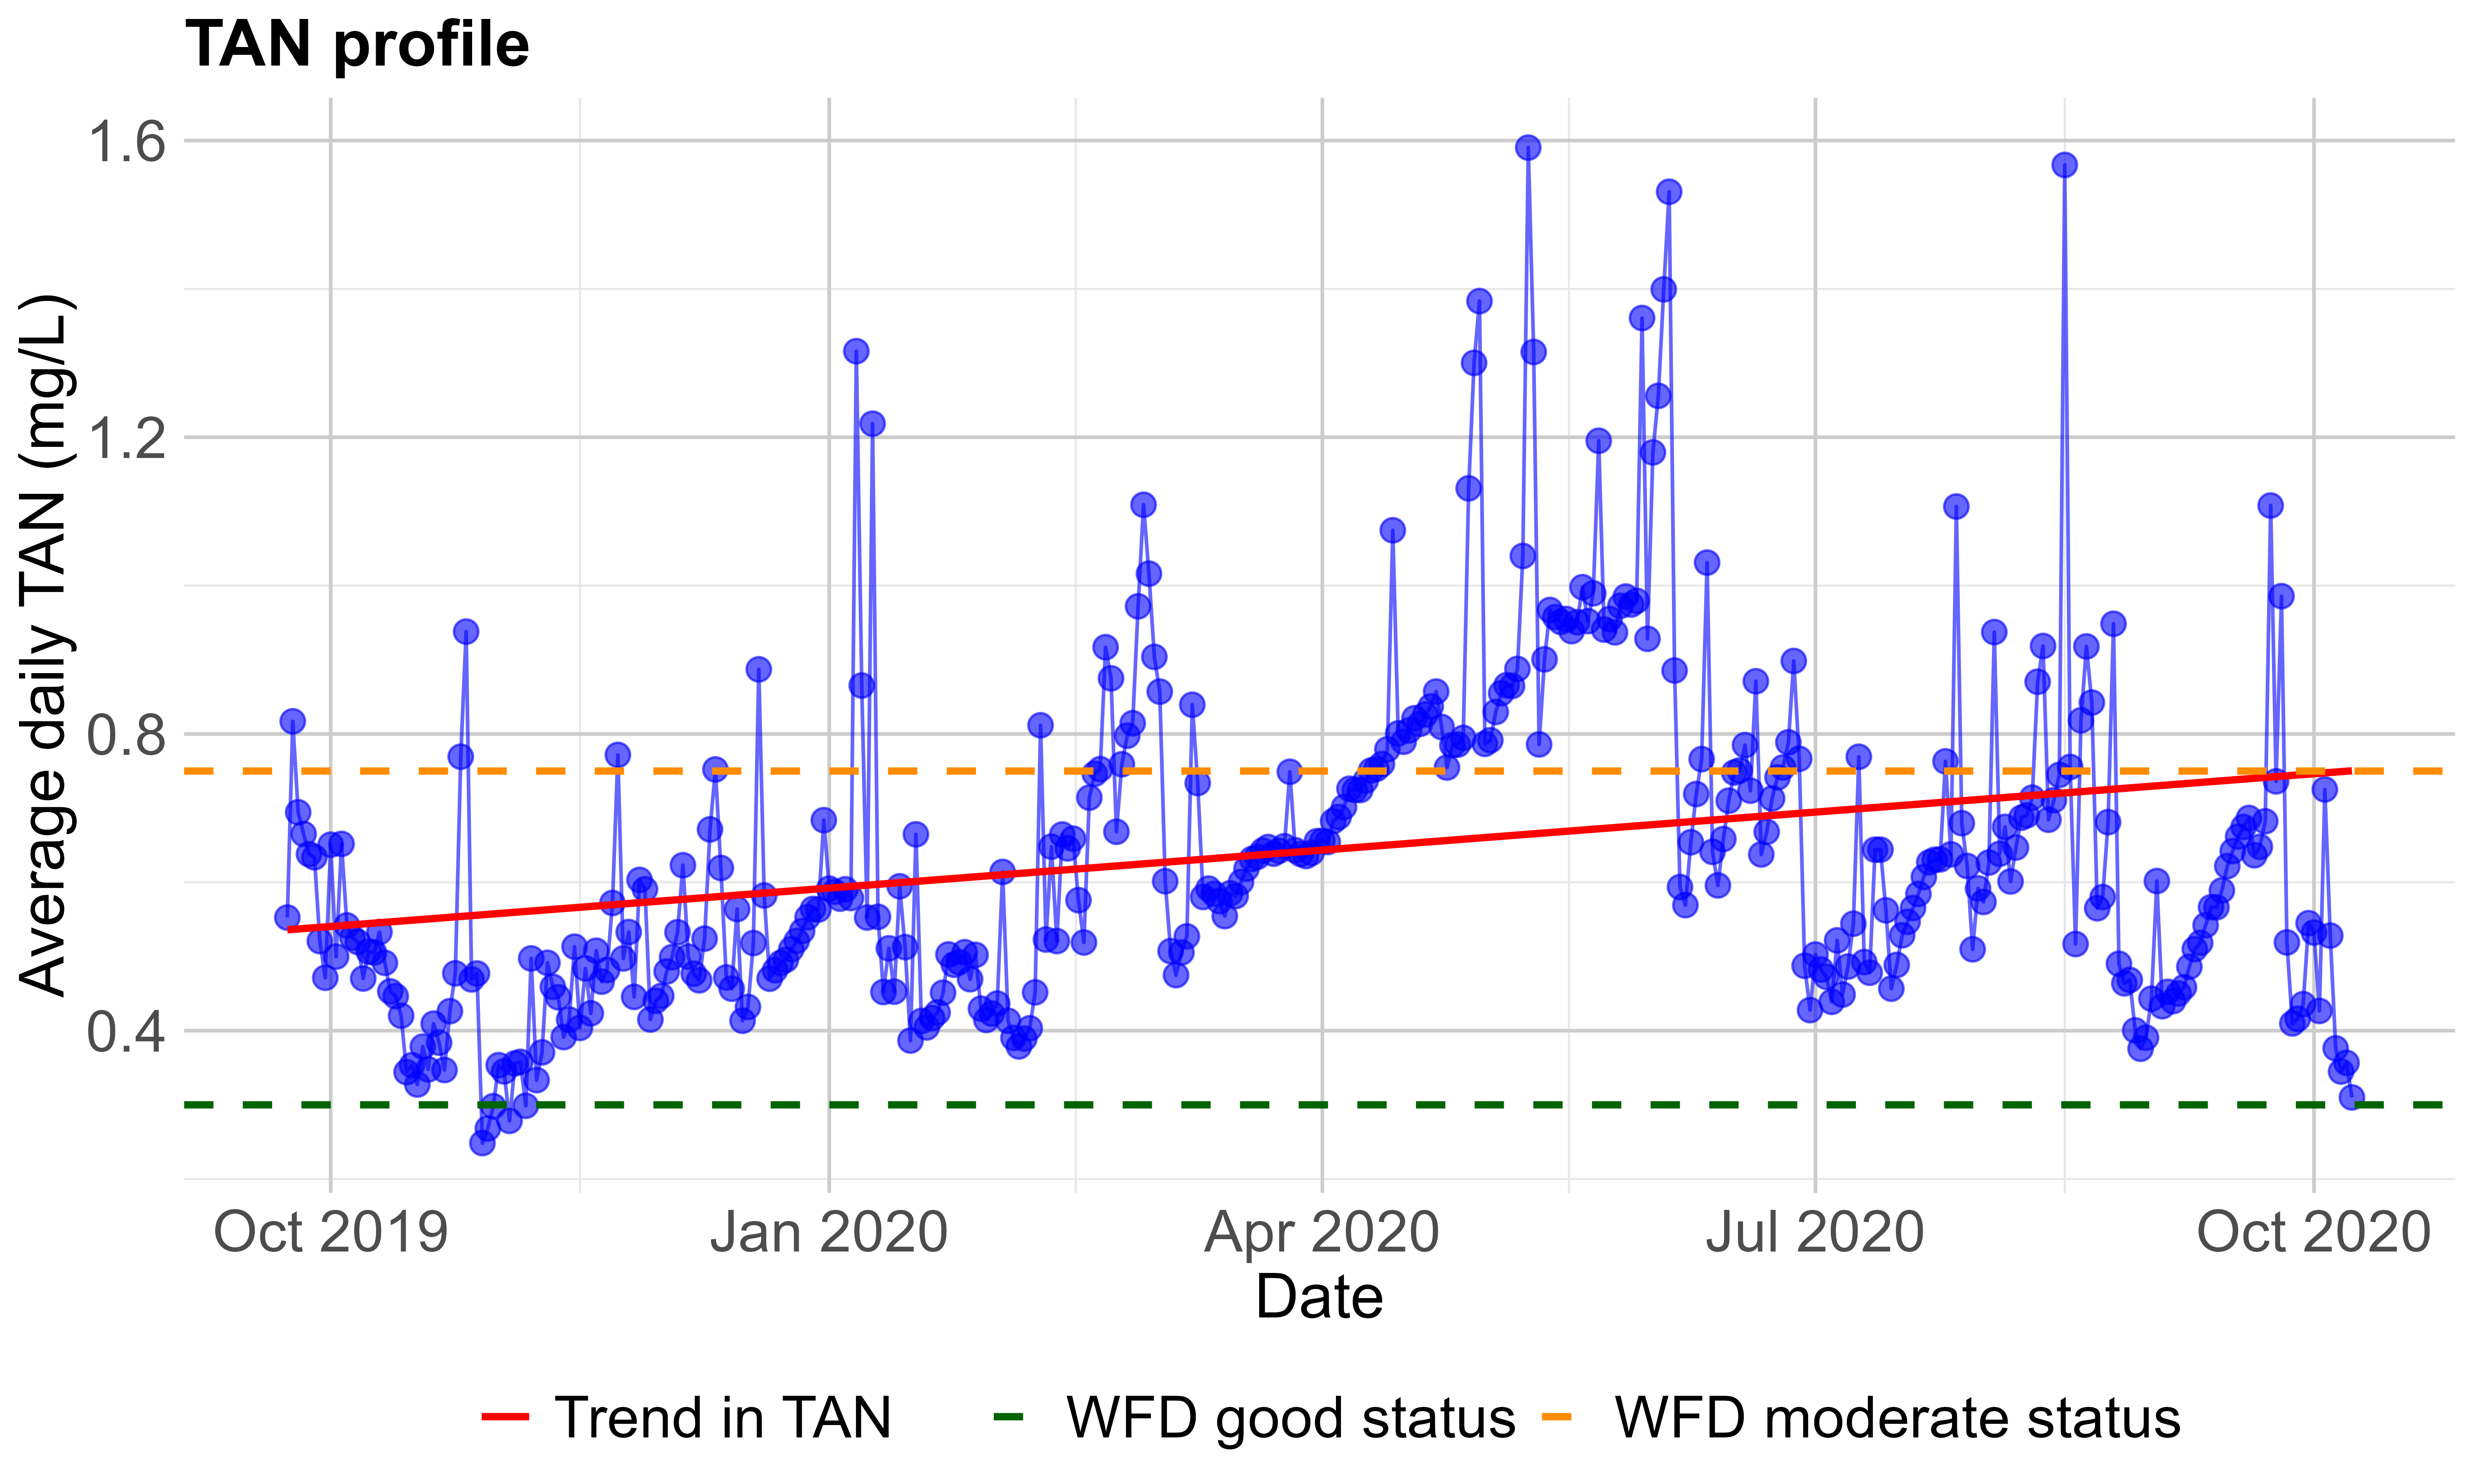 TAN profile
Average daily TAN (mg/L)
1.6
1.2
0.8
0.4
Oct 2019 Jan 2020 Apr 2020 Jul 2020 Oct 2020
Date
Trend in TAN WFD good status WFD moderate status